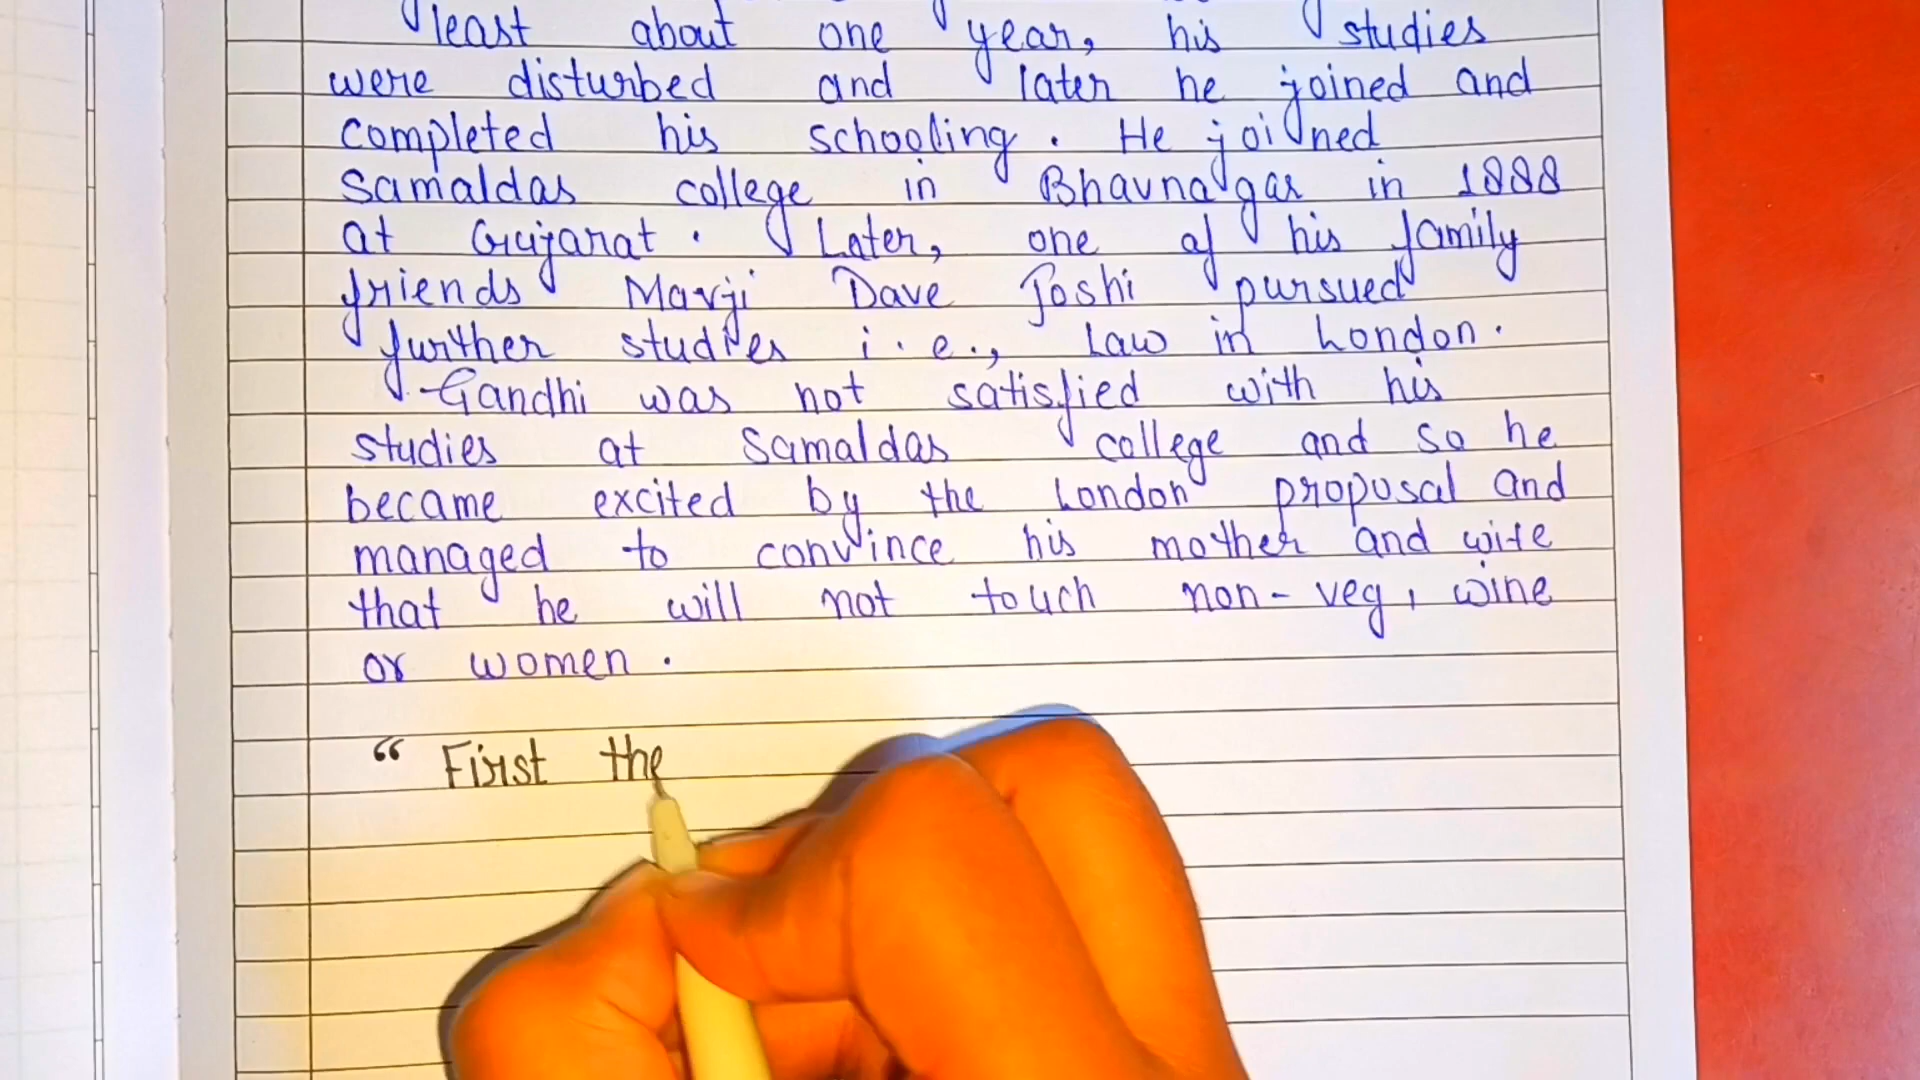 least about one year, his studies
were disturbed and later he joined and
completed his schooling. He joined
Samaldas college in Bhavnagar in 1888
at Gujarat. Later, one of his family
friends Mavji Dave Joshi pursued
further studies i.e., Law in London.
Gandhi was not satisfied with his
studies at Samaldas college and so he
became excited by the London proposal and
managed to convince his mother and wife
that he will not touch non-veg, wine
or women.
“ First the